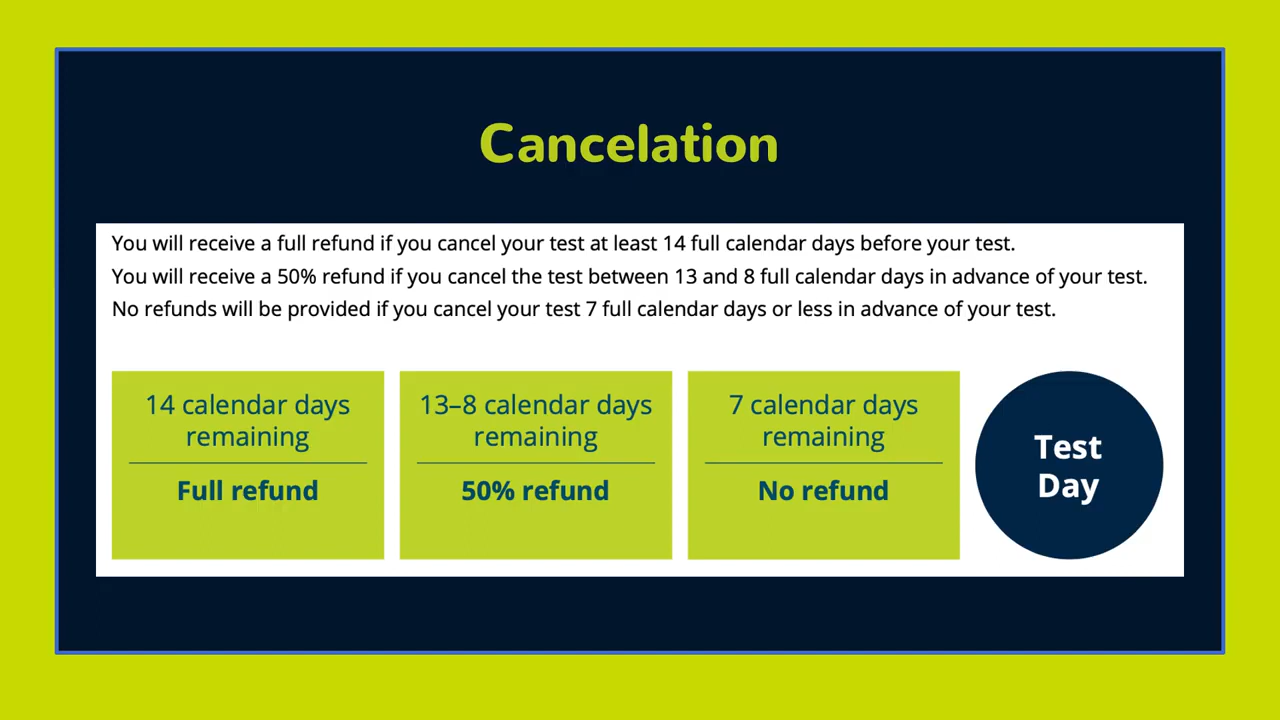 Cancelation
You will receive a full refund if you cancel your test at least 14 full calendar days before your test.
You will receive a 50% refund if you cancel the test between 13 and 8 full calendar days in advance of your test.
No refunds will be provided if you cancel your test 7 full calendar days or less in advance of your test.
14 calendar days
remaining
Full refund
13–8 calendar days
remaining
50% refund
7 calendar days
remaining
No refund
Test
Day